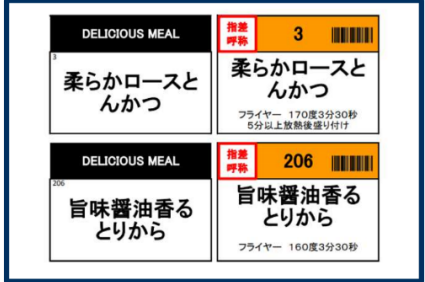 DELICIOUS MEAL
3
柔らかロースと
んかつ
指差
呼称
3
柔らかロースと
んかつ
フライヤー 170度3分30秒
5分以上放熱後盛り付け
DELICIOUS MEAL
206
旨味醤油香る
とりから
指差
呼称
206
旨味醤油香る
とりから
フライヤー 160度3分30秒